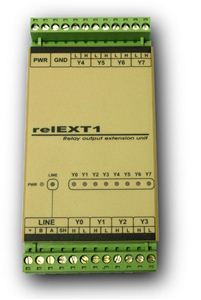 L H L H L H L H
PWR GND Y4 Y5 Y6 Y7
relEXT1
Relay output extension unit
LINE Y0 Y1 Y2 Y3 Y4 Y5 Y6 Y7
PWR
LINE Y0 Y1 Y2 Y3
B A SH H L H L H L H L